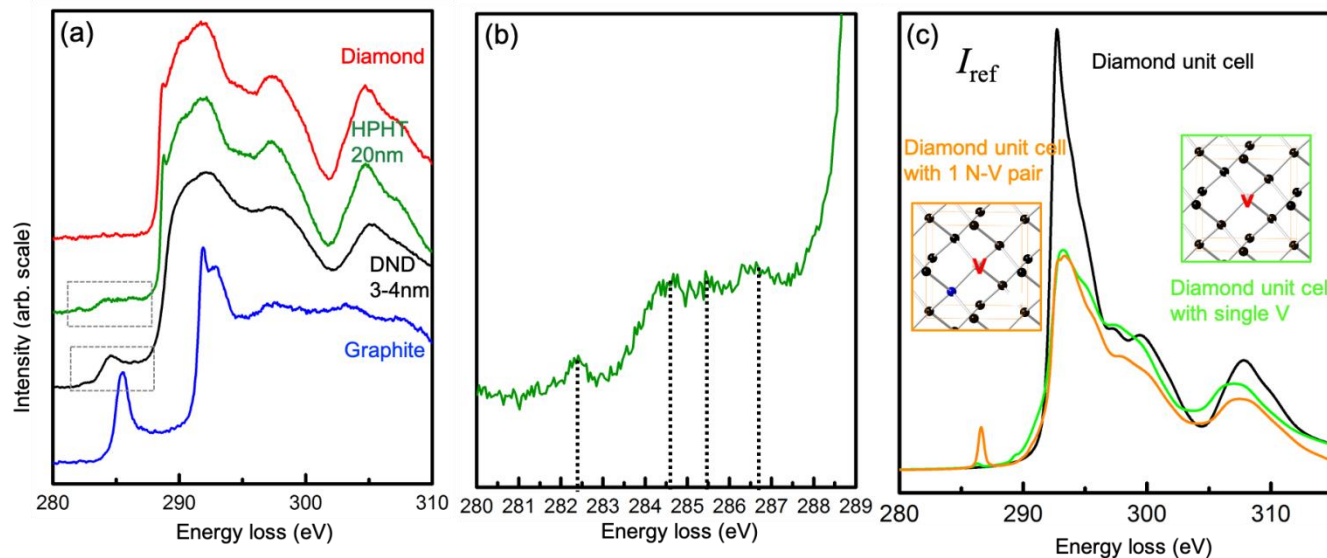 (a)
Diamond
HPHT
20nm
DND
3-4nm
Graphite
Intensity (arb. scale)
280 290 300 310
Energy loss (eV)
(b)
280 281 282 283 284 285 286 287 288 289
Energy loss (eV)
(c)
I_ref
Diamond unit cell
Diamond unit cell
with 1 N-V pair
V
V
Diamond unit cell
with single V
280 290 300 310
Energy loss (eV)